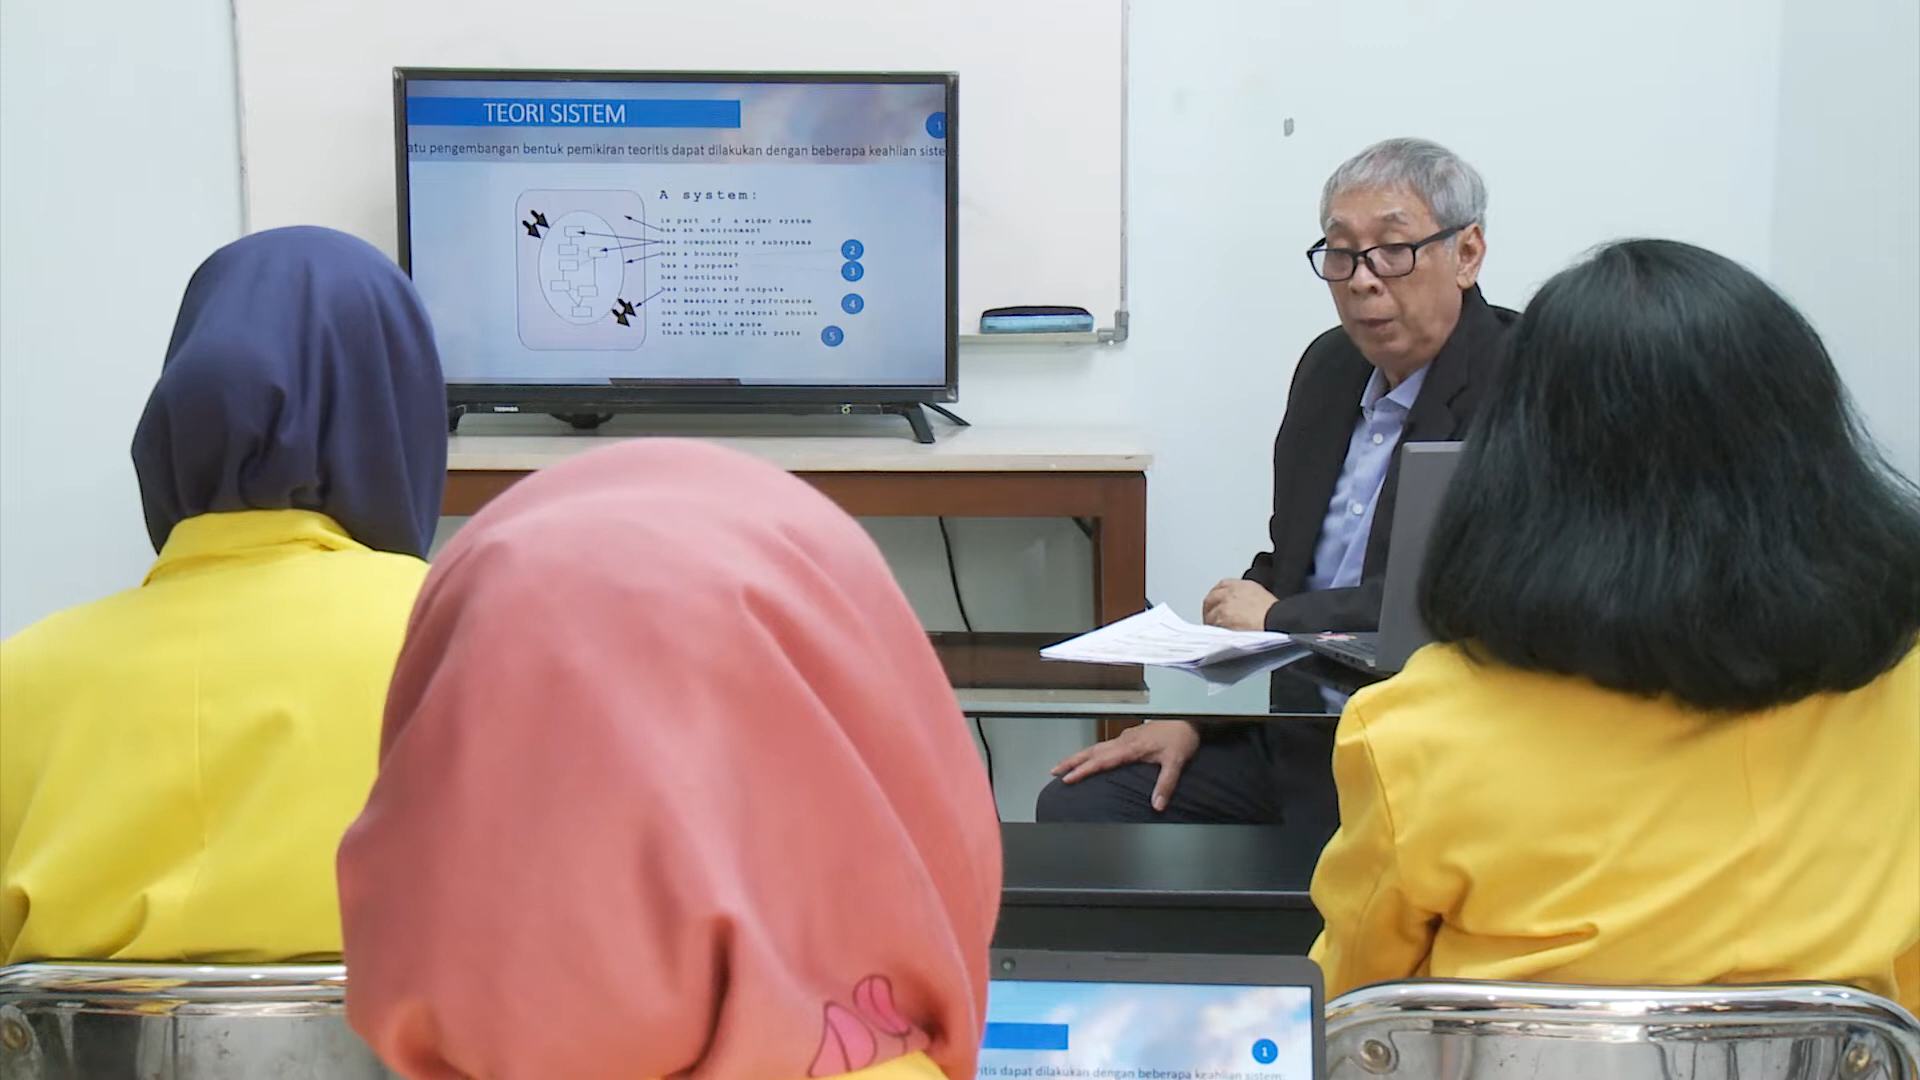 TEORI SISTEM
1
atu pengembangan bentuk pemikiran teoritis dapat dilakukan dengan beberapa keahlian siste
A system:
is part of a wider system
has an environment
has components or subsytems
2
has a boundary
has a purpose?
3
has continuity
has inputs and outputs
has measures of performance
4
can adapt to external shocks
as a whole is more
than the sum of its parts
5
TOSHIBA
1
ritis dapat dilakukan dengan beberapa keahlian sistem: